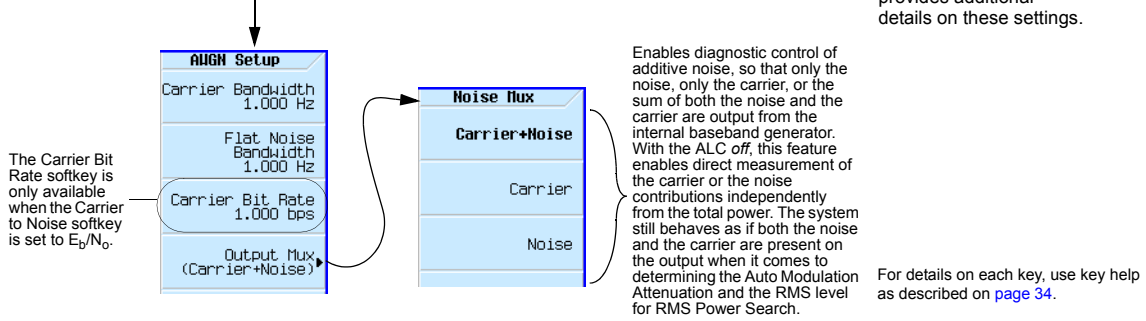 provides additional
details on these settings.
AWGN Setup
Carrier Bandwidth
1.000 Hz
Flat Noise
Bandwidth
1.000 Hz
Carrier Bit Rate
1.000 bps
Output Mux
(Carrier+Noise)
The Carrier Bit
Rate softkey is
only available
when the Carrier
to Noise softkey
is set to Eb/No.
Noise Mux
Carrier+Noise
Carrier
Noise
Enables diagnostic control of
additive noise, so that only the
noise, only the carrier, or the
sum of both the noise and the
carrier are output from the
internal baseband generator.
With the ALC off, this feature
enables direct measurement of
the carrier or the noise
contributions independently
from the total power. The system
still behaves as if both the noise
and the carrier are present on
the output when it comes to
determining the Auto Modulation
Attenuation and the RMS level
for RMS Power Search.
For details on each key, use key help
as described on page 34.